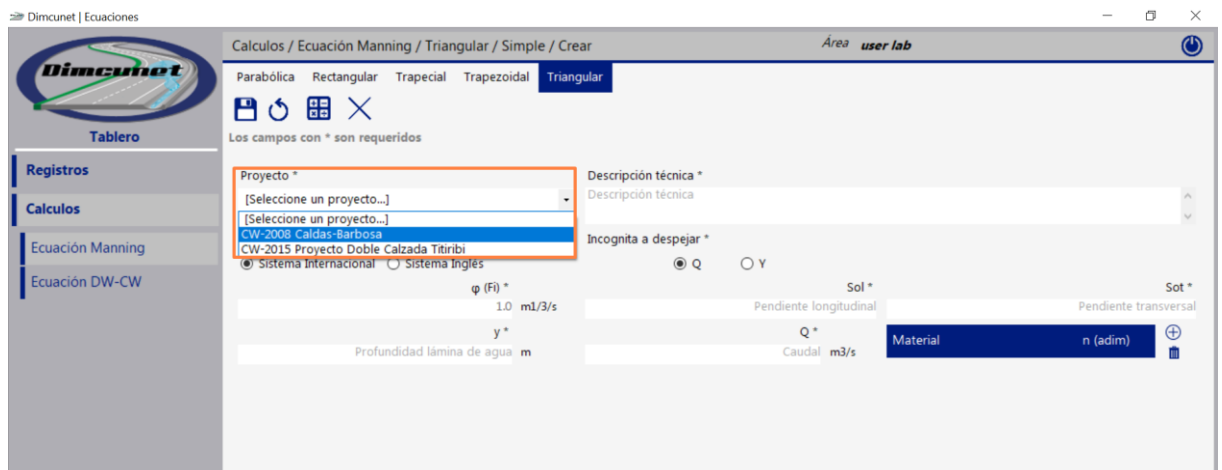 Dimcunet | Ecuaciones
Dimcunet
Tablero
Registros
Calculos
Ecuación Manning
Ecuación DW-CW
Calculos / Ecuación Manning / Triangular / Simple / Crear
Área user lab
Parabólica Rectangular Trapecial Trapezoidal Triangular
Los campos con * son requeridos
Proyecto *
[Seleccione un proyecto...]
[Seleccione un proyecto...]
CW-2008 Caldas-Barbosa
CW-2015 Proyecto Doble Calzada Titiribi
Descripción técnica *
Descripción técnica
Sistema Internacional Sistema Inglés
Incognita a despejar *
Q Y
φ (Fi) * Sol * Sot *
1.0 m1/3/s Pendiente longitudinal Pendiente transversal
y * Q *
Profundidad lámina de agua m Caudal m3/s
Material n (adim)